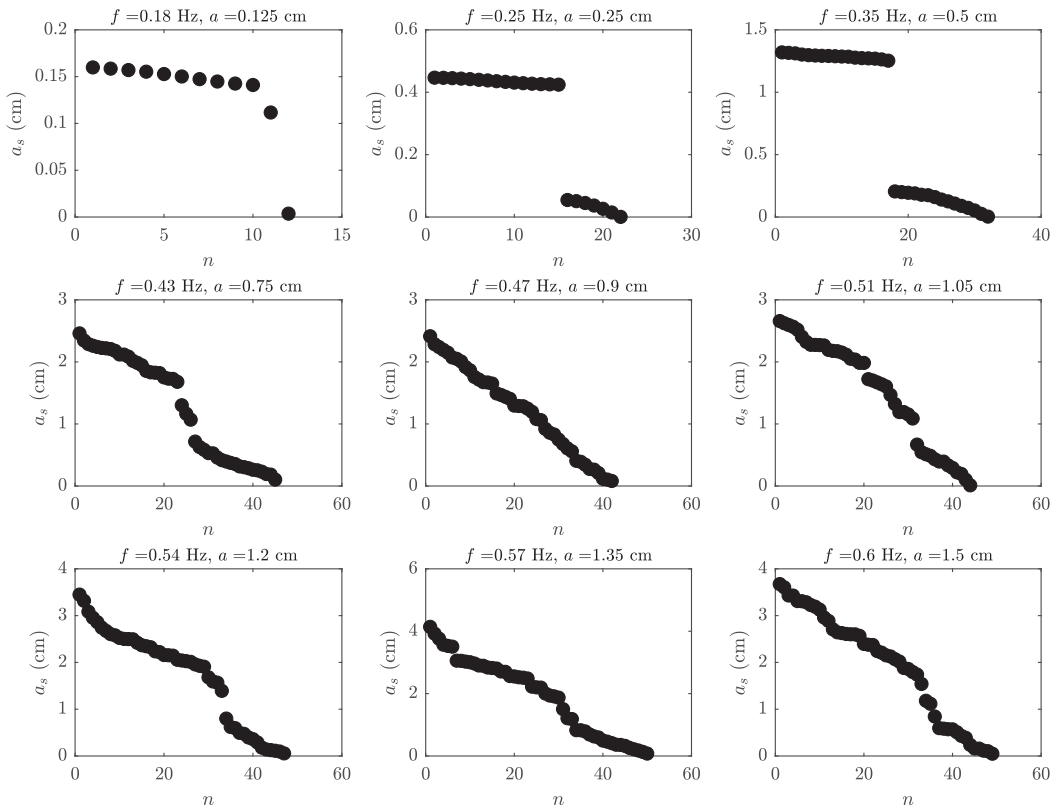 f =0.18 Hz, a =0.125 cm
0.2
0.15
0.1
0.05
0
a_s (cm)
0 5 10 15
n
f =0.25 Hz, a =0.25 cm
0.6
0.4
0.2
0
a_s (cm)
0 10 20 30
n
f =0.35 Hz, a =0.5 cm
1.5
1
0.5
0
a_s (cm)
0 20 40
n
f =0.43 Hz, a =0.75 cm
3
2
1
0
a_s (cm)
0 20 40 60
n
f =0.47 Hz, a =0.9 cm
3
2
1
0
a_s (cm)
0 20 40 60
n
f =0.51 Hz, a =1.05 cm
3
2
1
0
a_s (cm)
0 20 40 60
n
f =0.54 Hz, a =1.2 cm
4
3
2
1
0
a_s (cm)
0 20 40 60
n
f =0.57 Hz, a =1.35 cm
6
4
2
0
a_s (cm)
0 20 40 60
n
f =0.6 Hz, a =1.5 cm
4
3
2
1
0
a_s (cm)
0 20 40 60
n